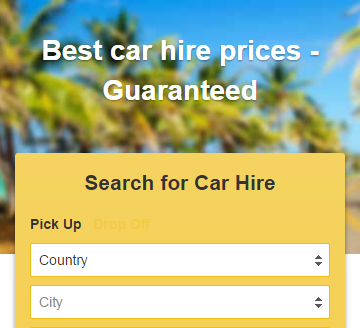 Best car hire prices -
Guaranteed
Search for Car Hire
Pick Up Drop Off
Country
City